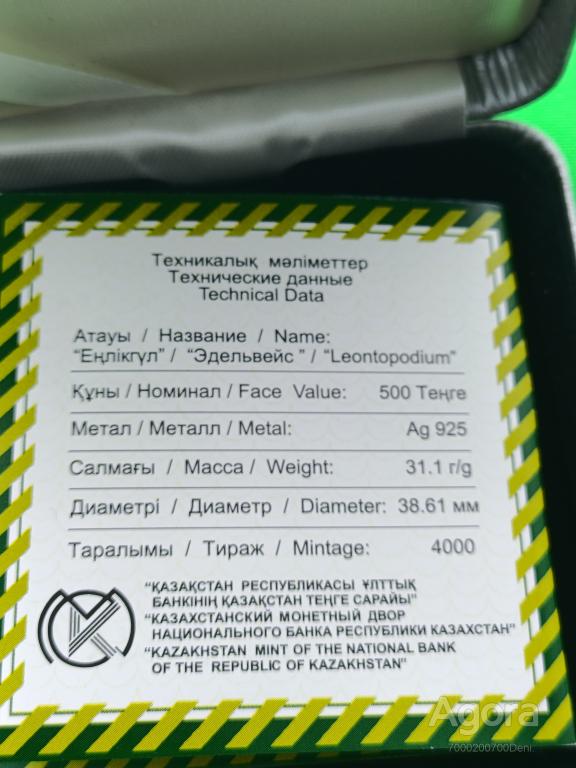 Техникалық мәліметтер
Технические данные
Technical Data
Атауы / Название / Name:
"Еңлікгүл" / "Эдельвейс " / "Leontopodium"
Құны / Номинал / Face Value: 500 Теңге
Метал / Металл / Metal: Ag 925
Салмағы / Масса / Weight: 31.1 г/g
Диаметрі / Диаметр / Diameter: 38.61 мм
Таралымы / Тираж / Mintage: 4000
"ҚАЗАҚСТАН РЕСПУБЛИКАСЫ ҰЛТТЫҚ
БАНКІНІҢ ҚАЗАҚСТАН ТЕҢГЕ САРАЙЫ"
"КАЗАХСТАНСКИЙ МОНЕТНЫЙ ДВОР
НАЦИОНАЛЬНОГО БАНКА РЕСПУБЛИКИ КАЗАХСТАН"
"KAZAKHSTAN MINT OF THE NATIONAL BANK
OF THE REPUBLIC OF KAZAKHSTAN"
Agora
7000200700Deni.